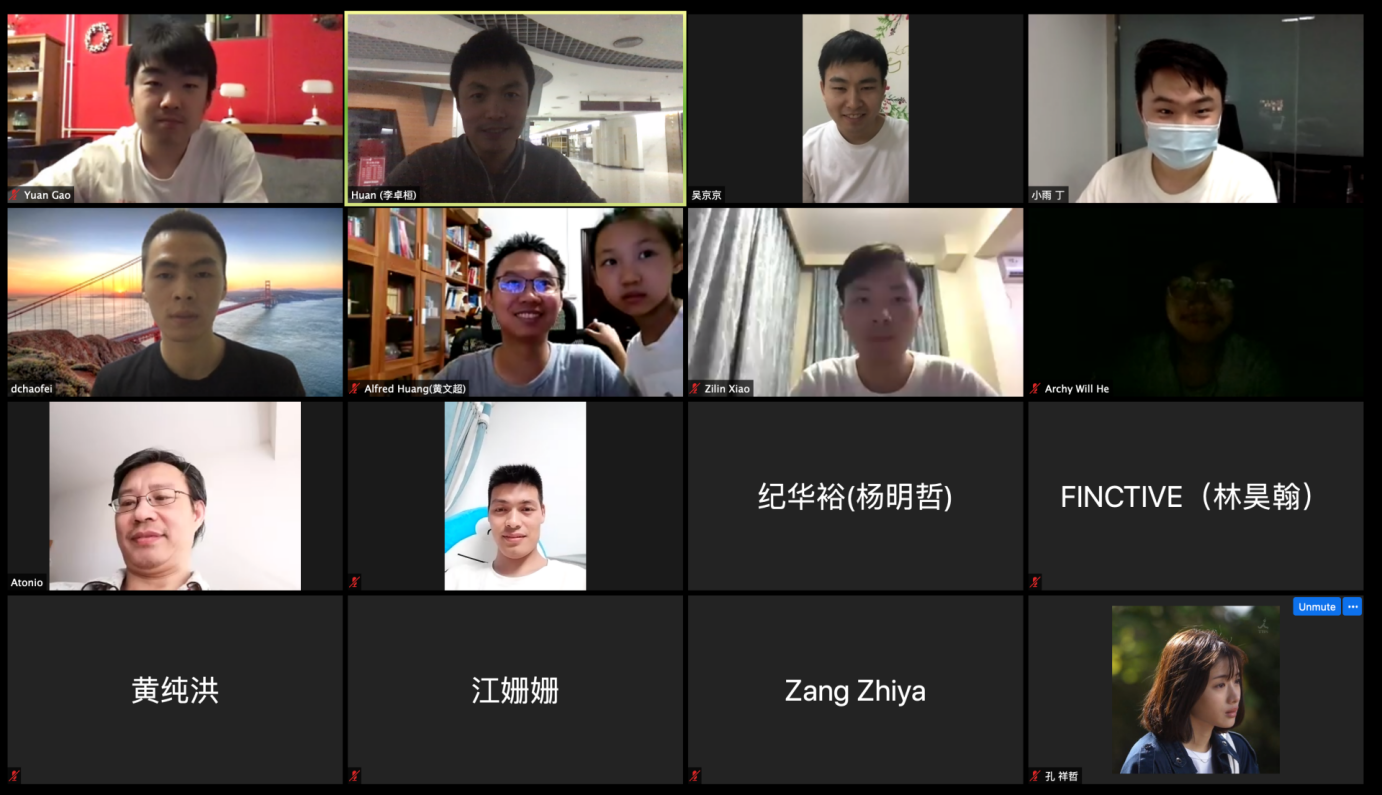 Yuan Gao
Huan (李卓桓)
吴京京
小雨 丁
dchaofei
Alfred Huang(黄文超)
Zilin Xiao
Archy Will He
Atonio
纪华裕(杨明哲)
FINCTIVE（林昊翰）
黄纯洪
江姗姗
Zang Zhiya
Unmute
孔 祥哲